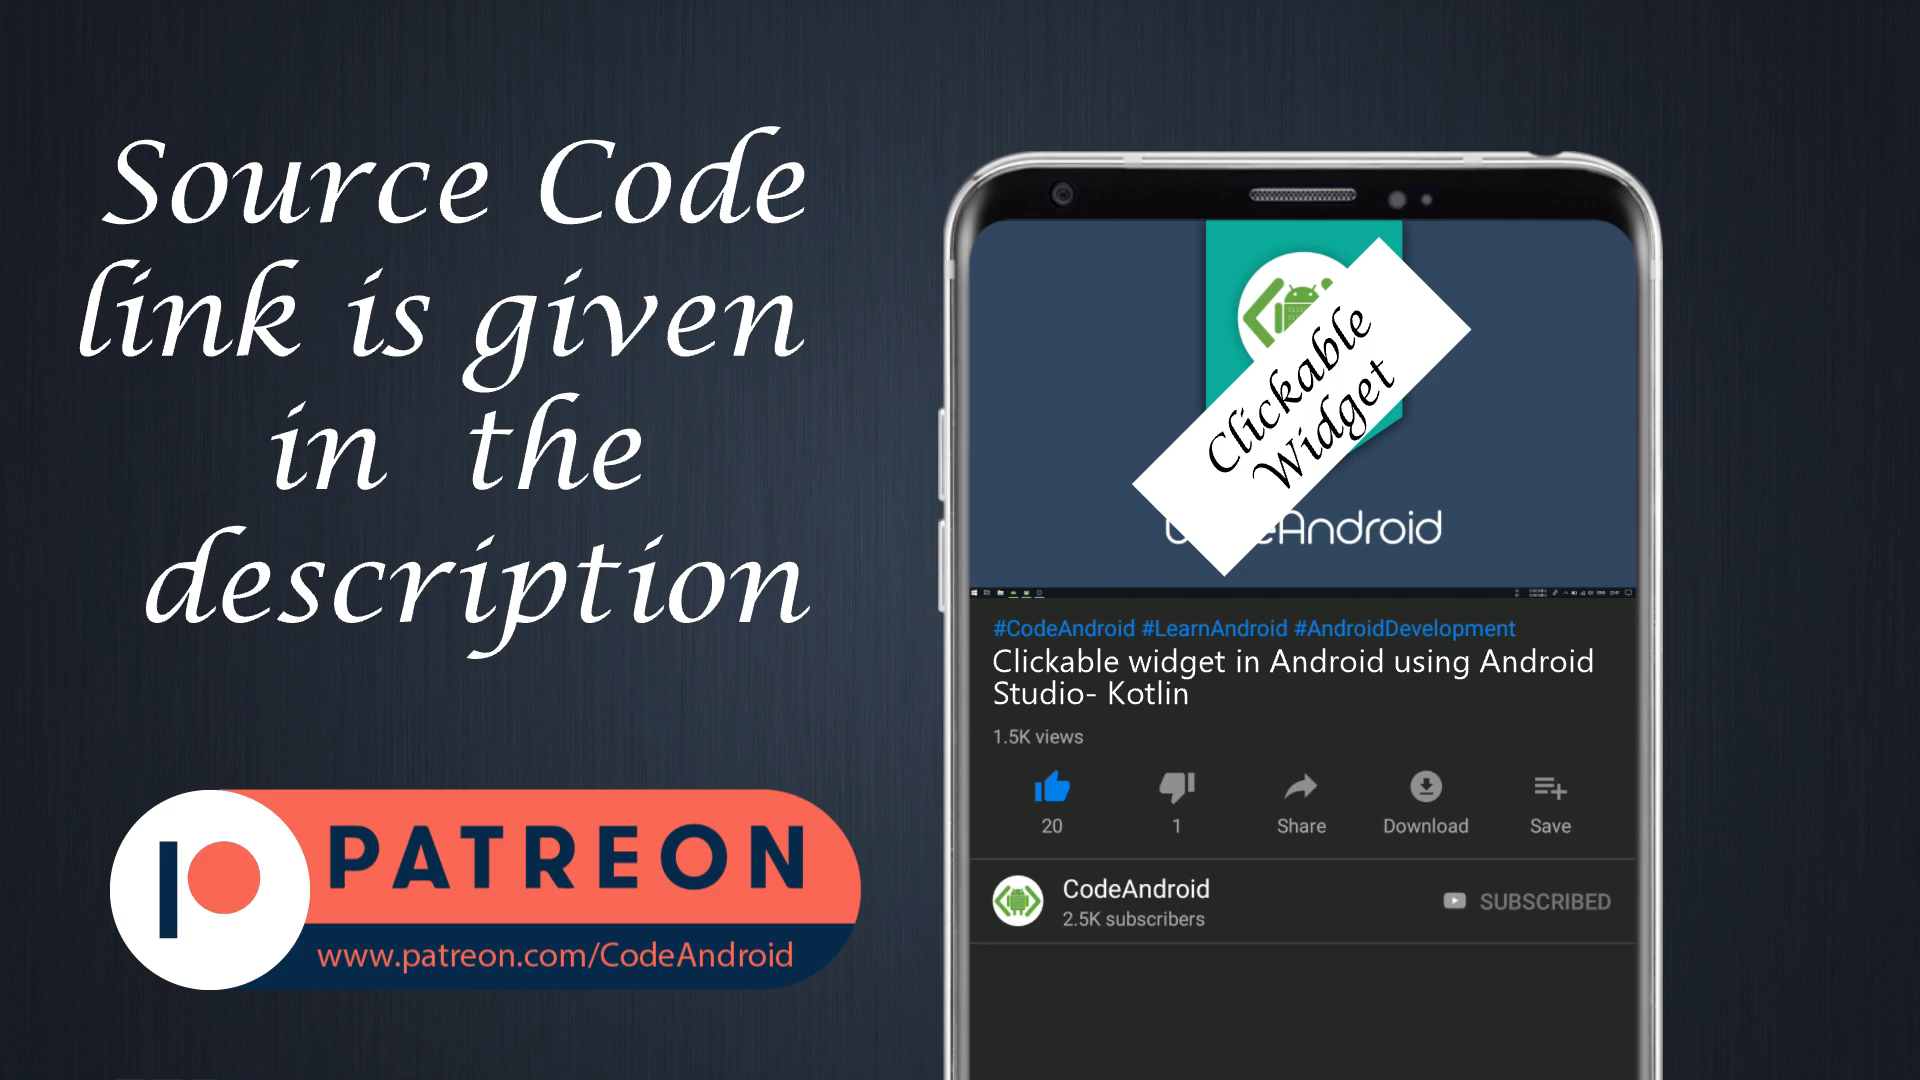 Source Code
link is given
in the
description
PATREON
www.patreon.com/CodeAndroid
Clickable
Widget
Android
#CodeAndroid #LearnAndroid #AndroidDevelopment
Clickable widget in Android using Android
Studio- Kotlin
1.5K views
20
1
Share
Download
Save
CodeAndroid
2.5K subscribers
SUBSCRIBED